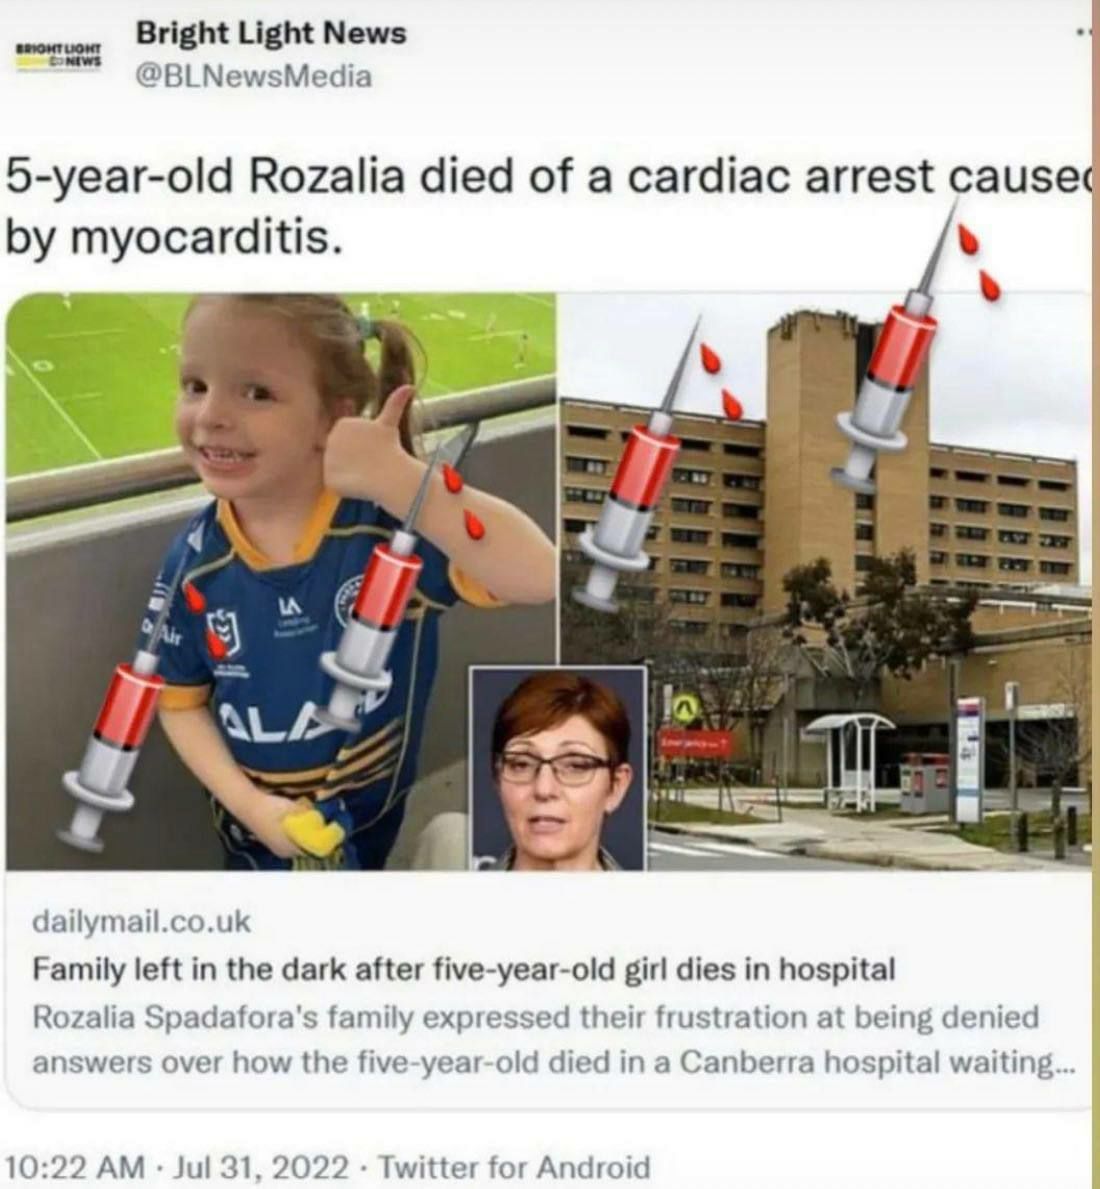 Bright Light News
BRIGHT LIGHT
NEWS
@BLNewsMedia
5-year-old Rozalia died of a cardiac arrest cause
by myocarditis.
LA
Air
ALA
dailymail.co.uk
Family left in the dark after five-year-old girl dies in hospital
Rozalia Spadafora's family expressed their frustration at being denied
answers over how the five-year-old died in a Canberra hospital waiting...
10:22 AM · Jul 31, 2022 · Twitter for Android